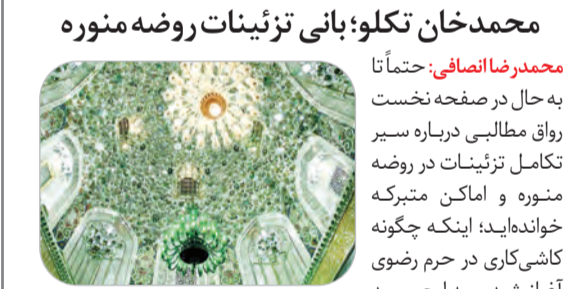 محمدخان تکلو؛ بانی تزئینات روضه منوره
محمدرضا انصافی: حتماً تا
به حال در صفحه نخست
رواق مطالبی درباره سیر
تکامل تزئینات در روضه
منوره و اماکن متبرکه
خوانده‌اید؛ اینکه چگونه
کاشی‌کاری در حرم رضوی